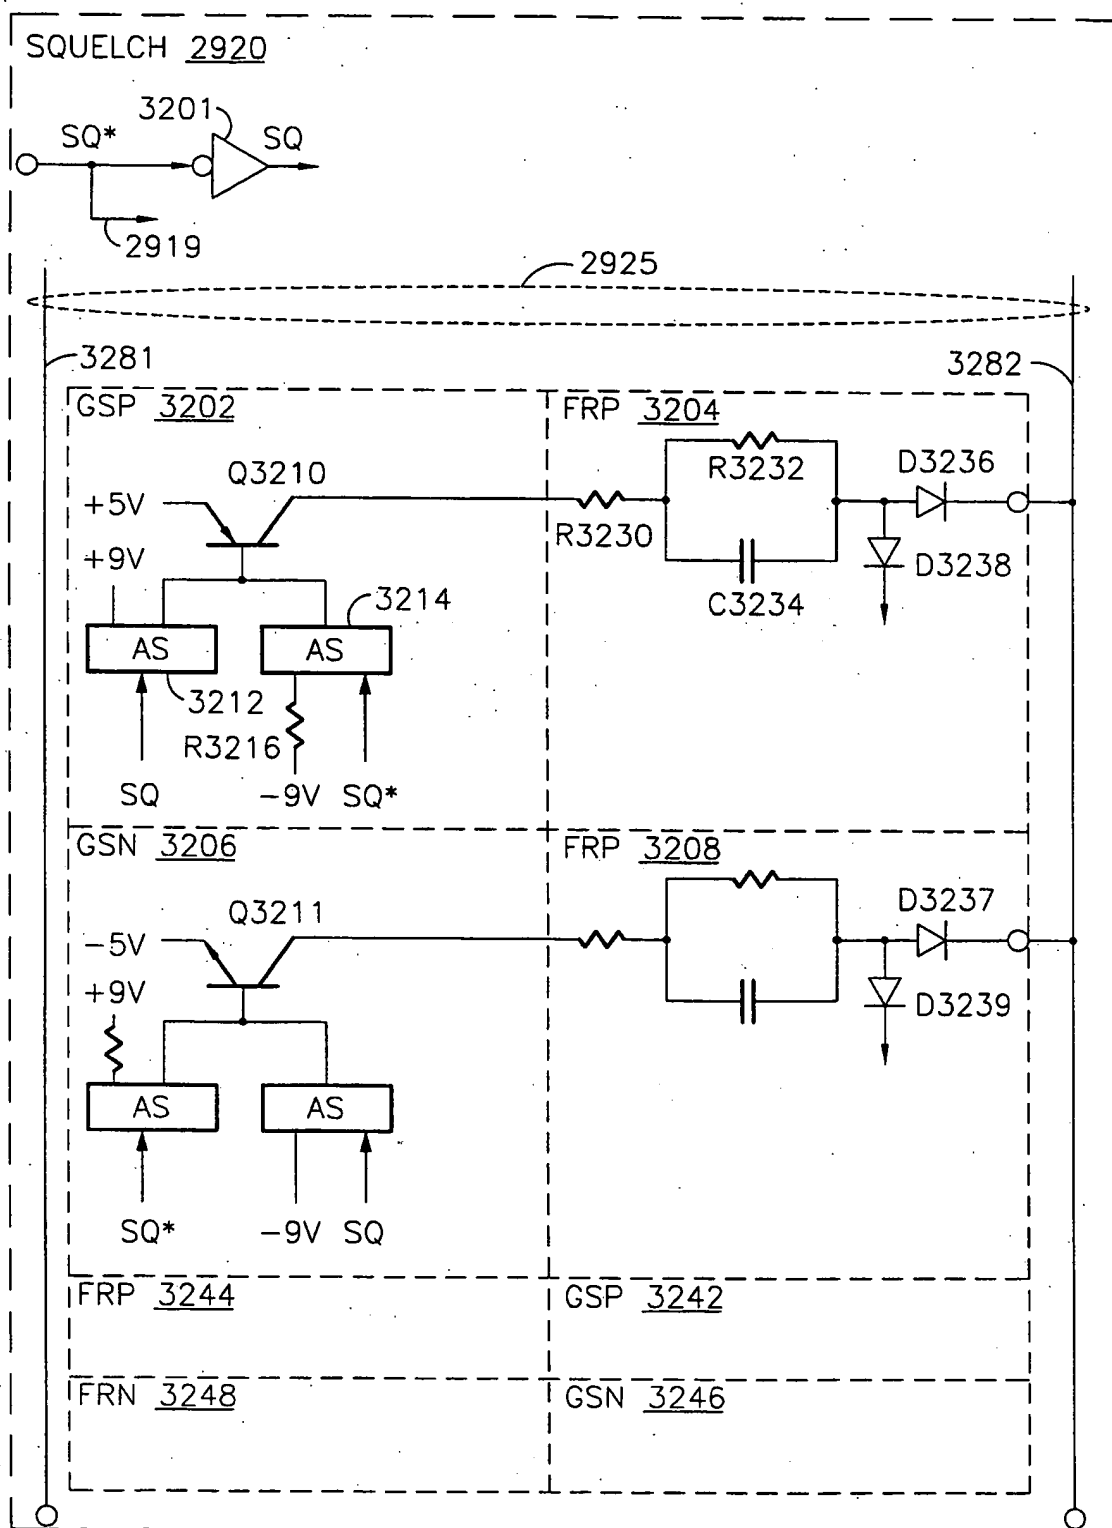 SQUELCH 2920
3201
SQ*
SQ
2919
2925
3281
3282
GSP 3202
FRP 3204
Q3210
R3232
D3236
+5V
R3230
+9V
D3238
C3234
3214
AS
AS
3212
R3216
SQ
-9V
SQ*
GSN 3206
FRP 3208
Q3211
D3237
-5V
+9V
D3239
AS
AS
SQ*
-9V
SQ
FRP 3244
GSP 3242
FRN 3248
GSN 3246